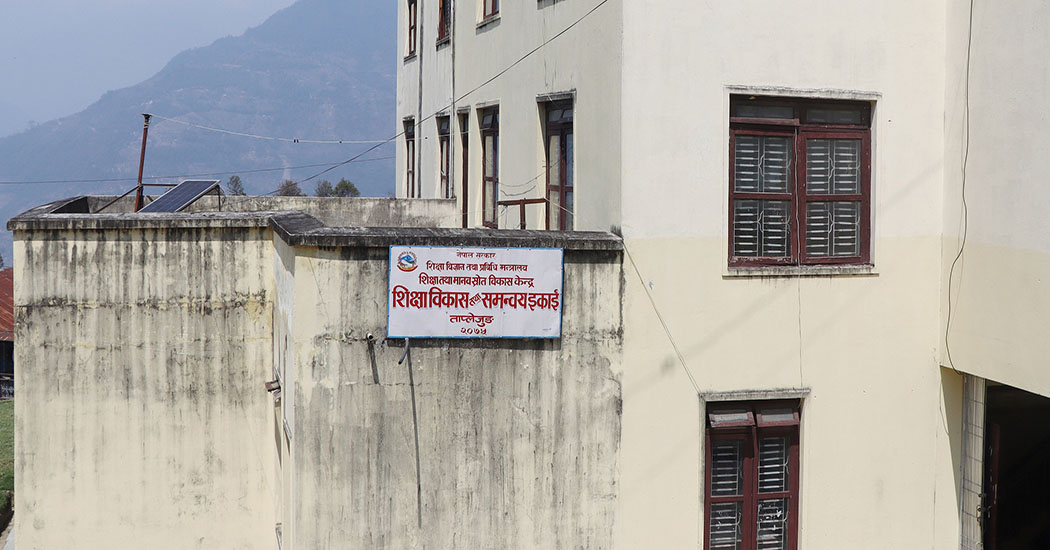 नेपाल सरकार
शिक्षा विज्ञान तथा प्रविधि मन्त्रालय
शिक्षा तथा मानव स्रोत विकास केन्द्र
शिक्षा विकास तथा समन्वय इकाई
ताप्लेजुङ
२०७५